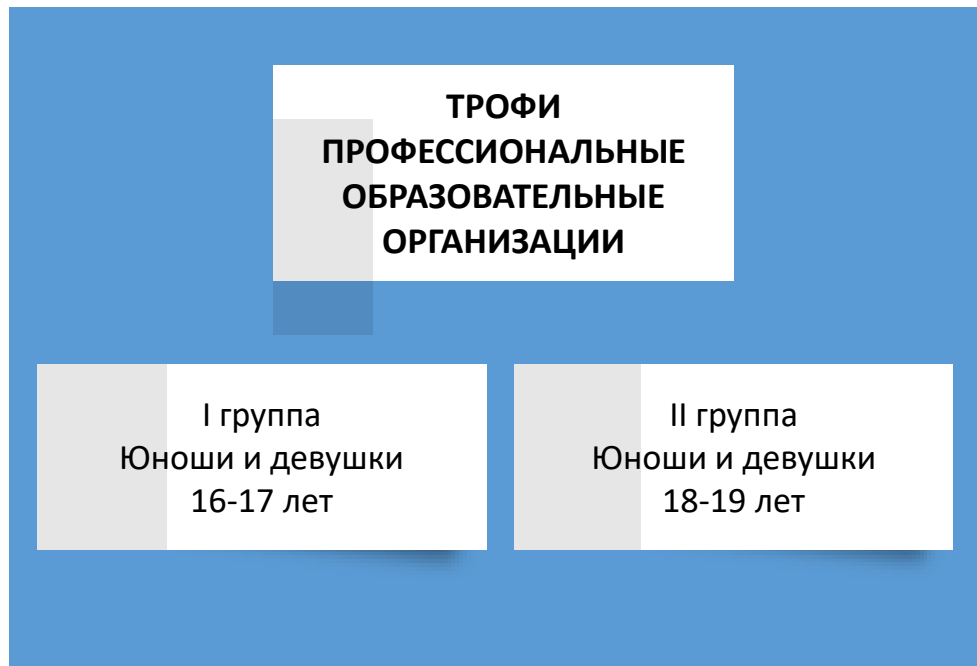 ТРОФИ
ПРОФЕССИОНАЛЬНЫЕ
ОБРАЗОВАТЕЛЬНЫЕ
ОРГАНИЗАЦИИ
I группа
Юноши и девушки
16-17 лет
II группа
Юноши и девушки
18-19 лет